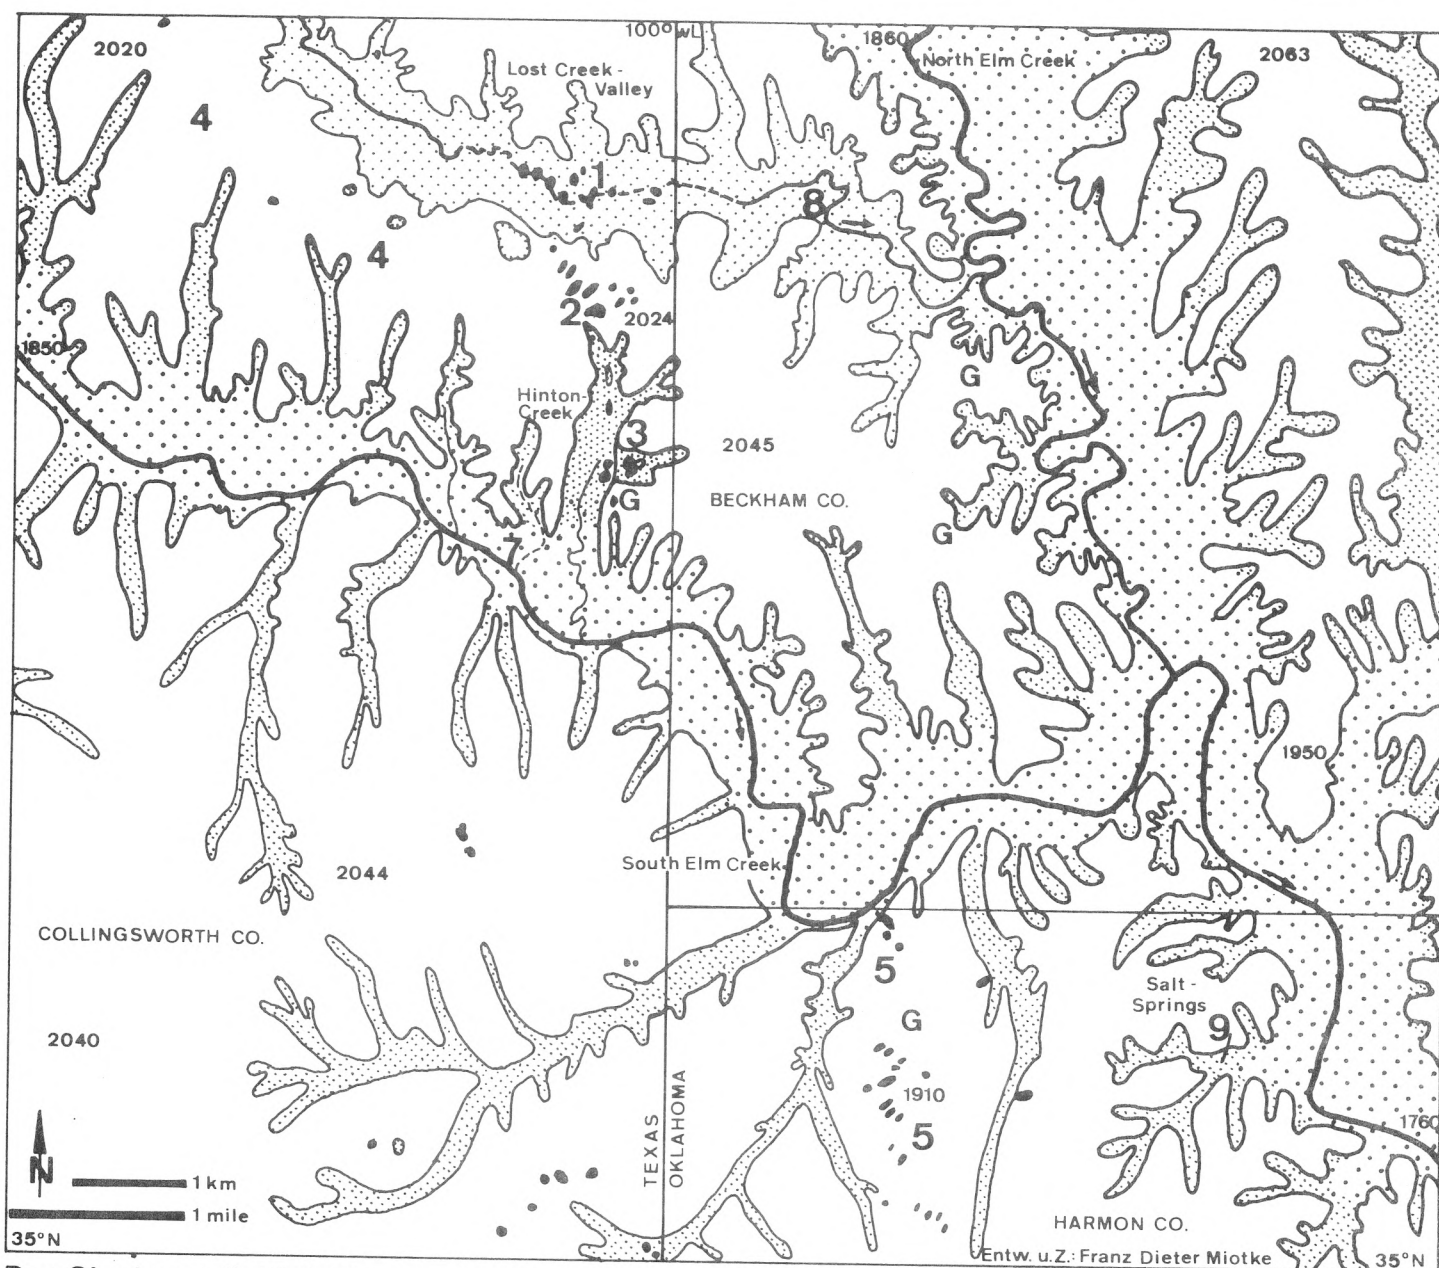 100° WL
1860
2020
North Elm Creek
2063
Lost Creek-
Valley
4
1
8
4
2
2024
1850
G
Hinton-
Creek
3
2045
G
BECKHAM CO.
G
7
1950
South Elm Creek
2044
COLLINGSWORTH CO.
5
Salt-
Springs
G
9
2040
1910
TEXAS
OKLAHOMA
5
1760
N
1 km
1 mile
HARMON CO.
35°N
Entw. u. Z.: Franz Dieter Miotke
35°N